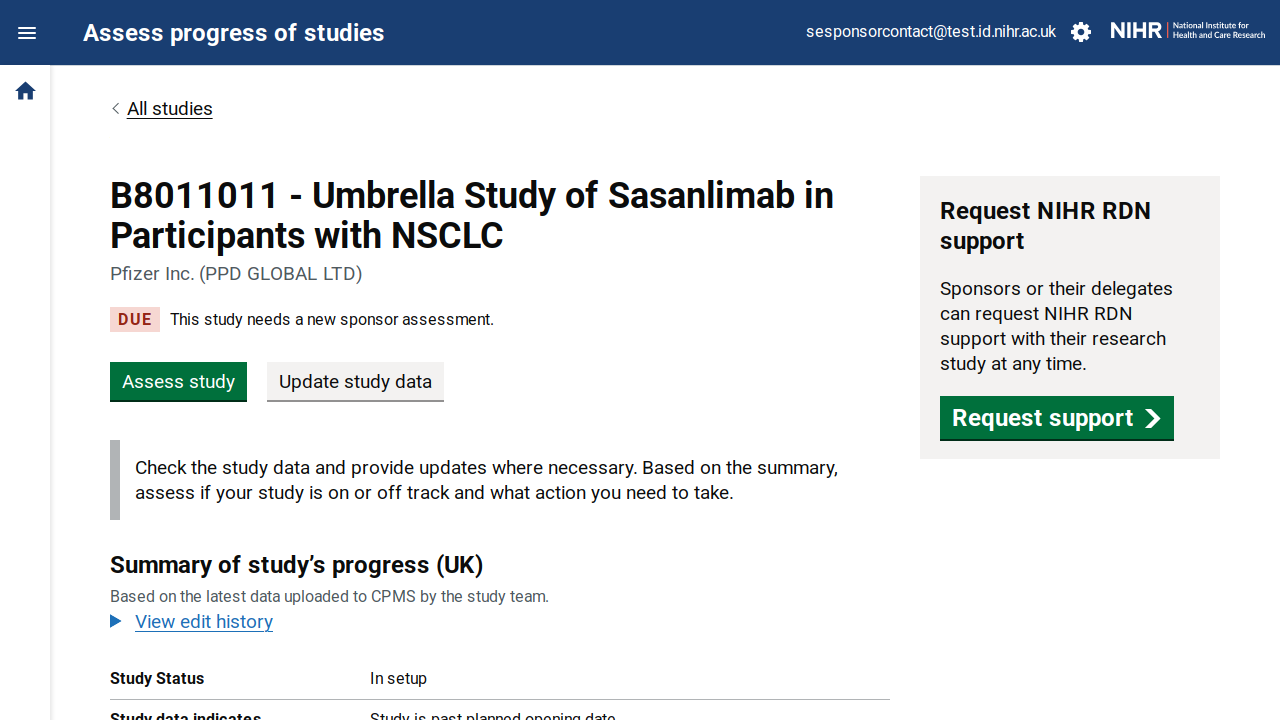 Assess progress of studies
sesponsorcontact@test.id.nihr.ac.uk
NIHR
National Institute for
Health and Care Research
All studies
B8011011 - Umbrella Study of Sasanlimab in
Participants with NSCLC
Pfizer Inc. (PPD GLOBAL LTD)
DUE This study needs a new sponsor assessment.
Assess study
Update study data
Check the study data and provide updates where necessary. Based on the summary,
assess if your study is on or off track and what action you need to take.
Summary of study’s progress (UK)
Based on the latest data uploaded to CPMS by the study team.
View edit history
Study Status In setup
Study data indicates Study is past planned opening date
Request NIHR RDN
support
Sponsors or their delegates
can request NIHR RDN
support with their research
study at any time.
Request support